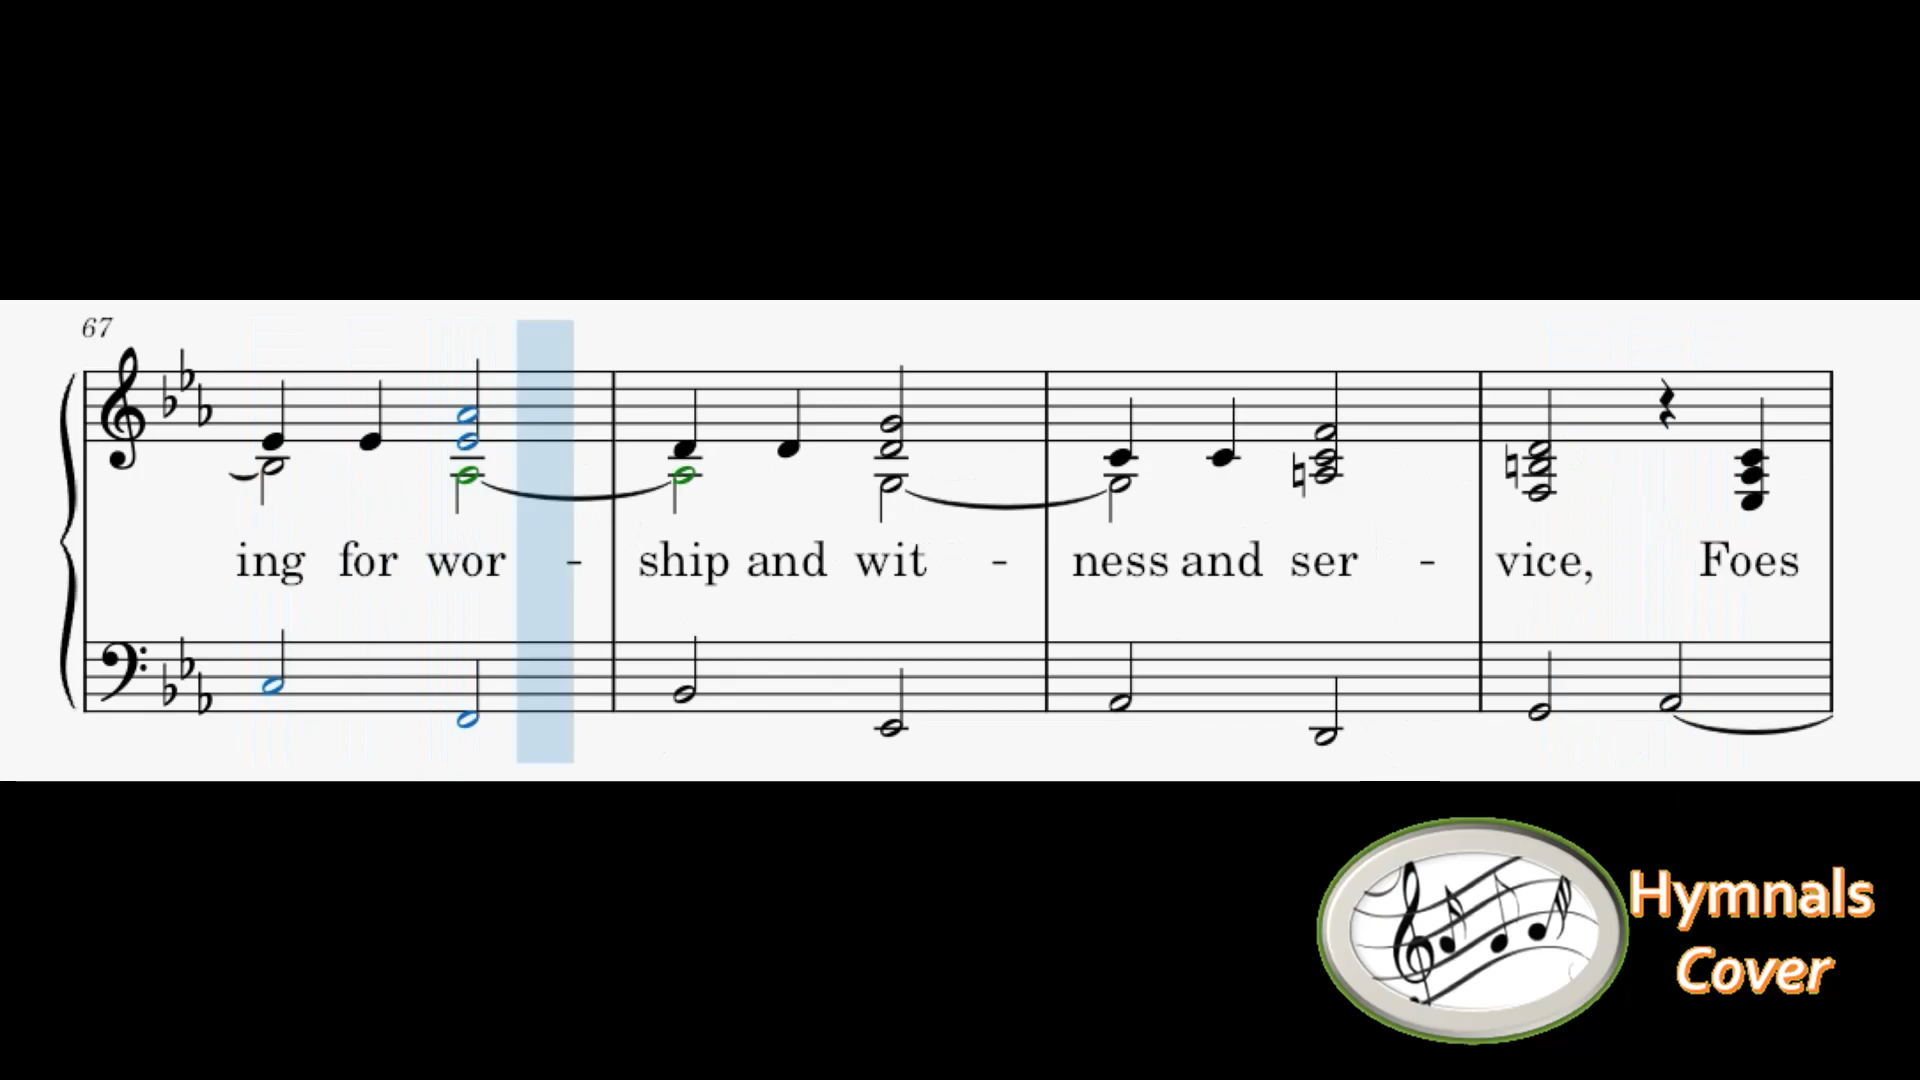 67
ing for wor - ship and wit - ness and ser - vice, Foes
Hymnals
Cover